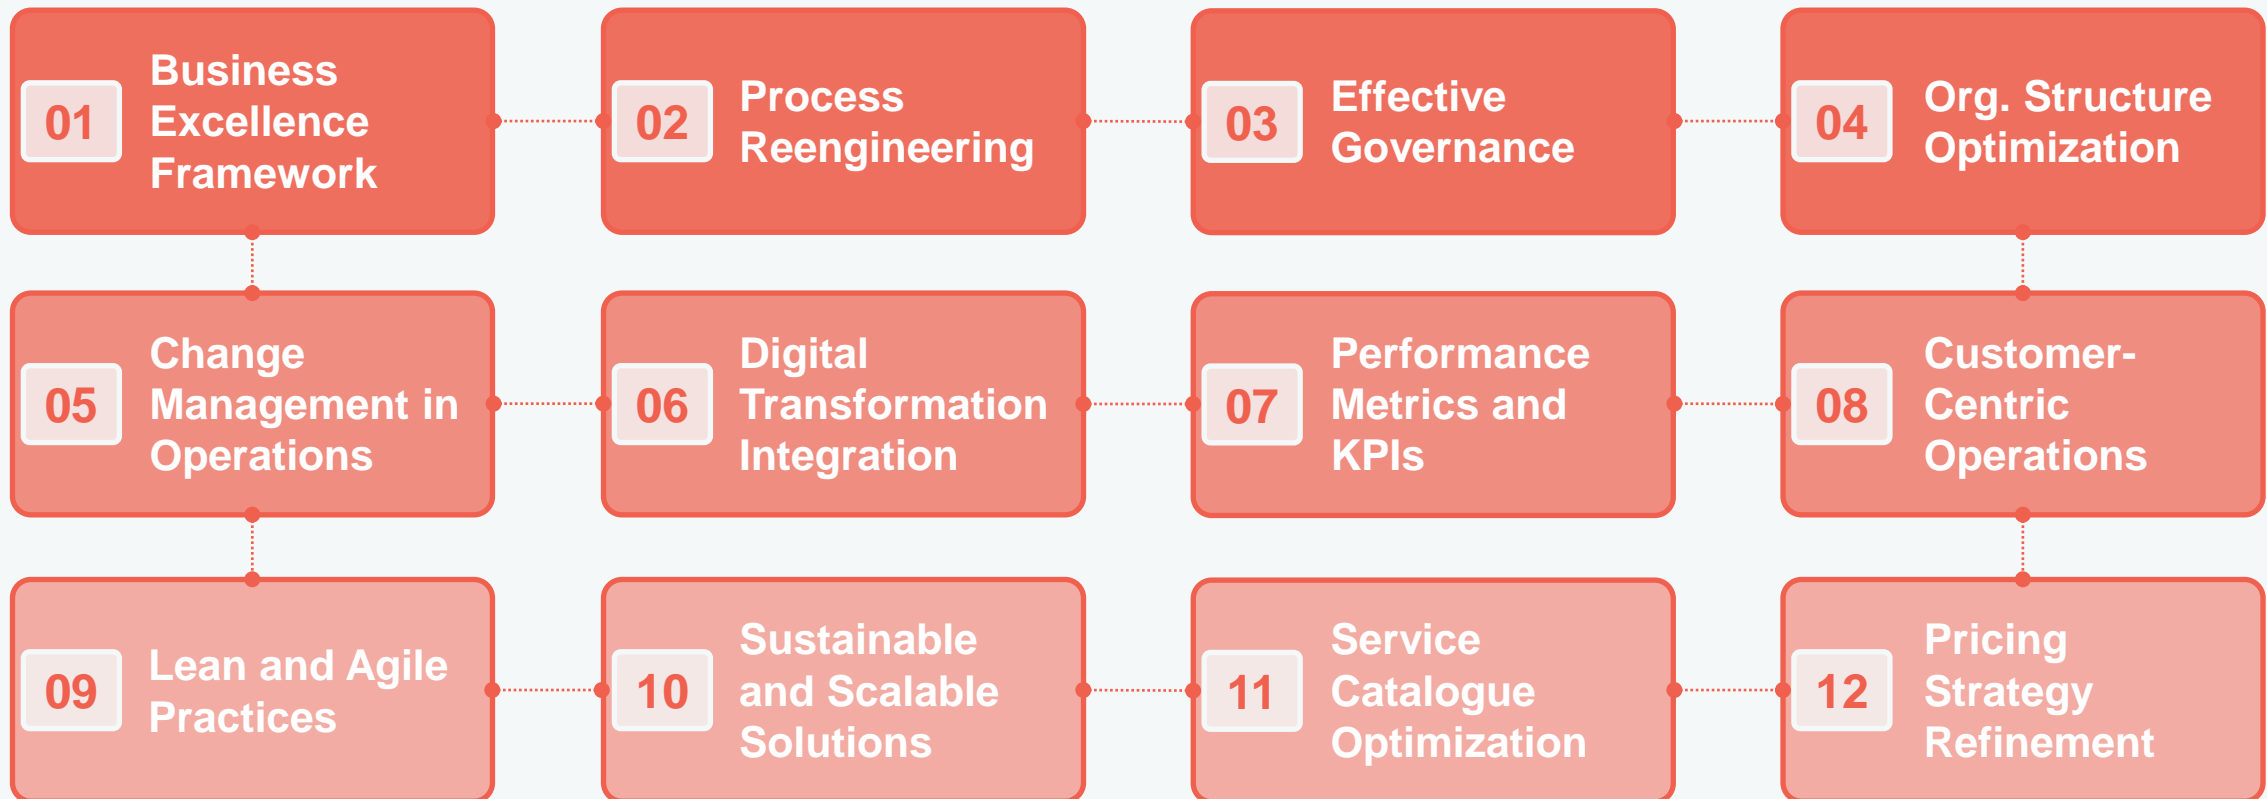 01
Business
Excellence
Framework
02
Process
Reengineering
03
Effective
Governance
04
Org. Structure
Optimization
05
Change
Management in
Operations
06
Digital
Transformation
Integration
07
Performance
Metrics and
KPIs
08
Customer-
Centric
Operations
09
Lean and Agile
Practices
10
Sustainable
and Scalable
Solutions
11
Service
Catalogue
Optimization
12
Pricing
Strategy
Refinement